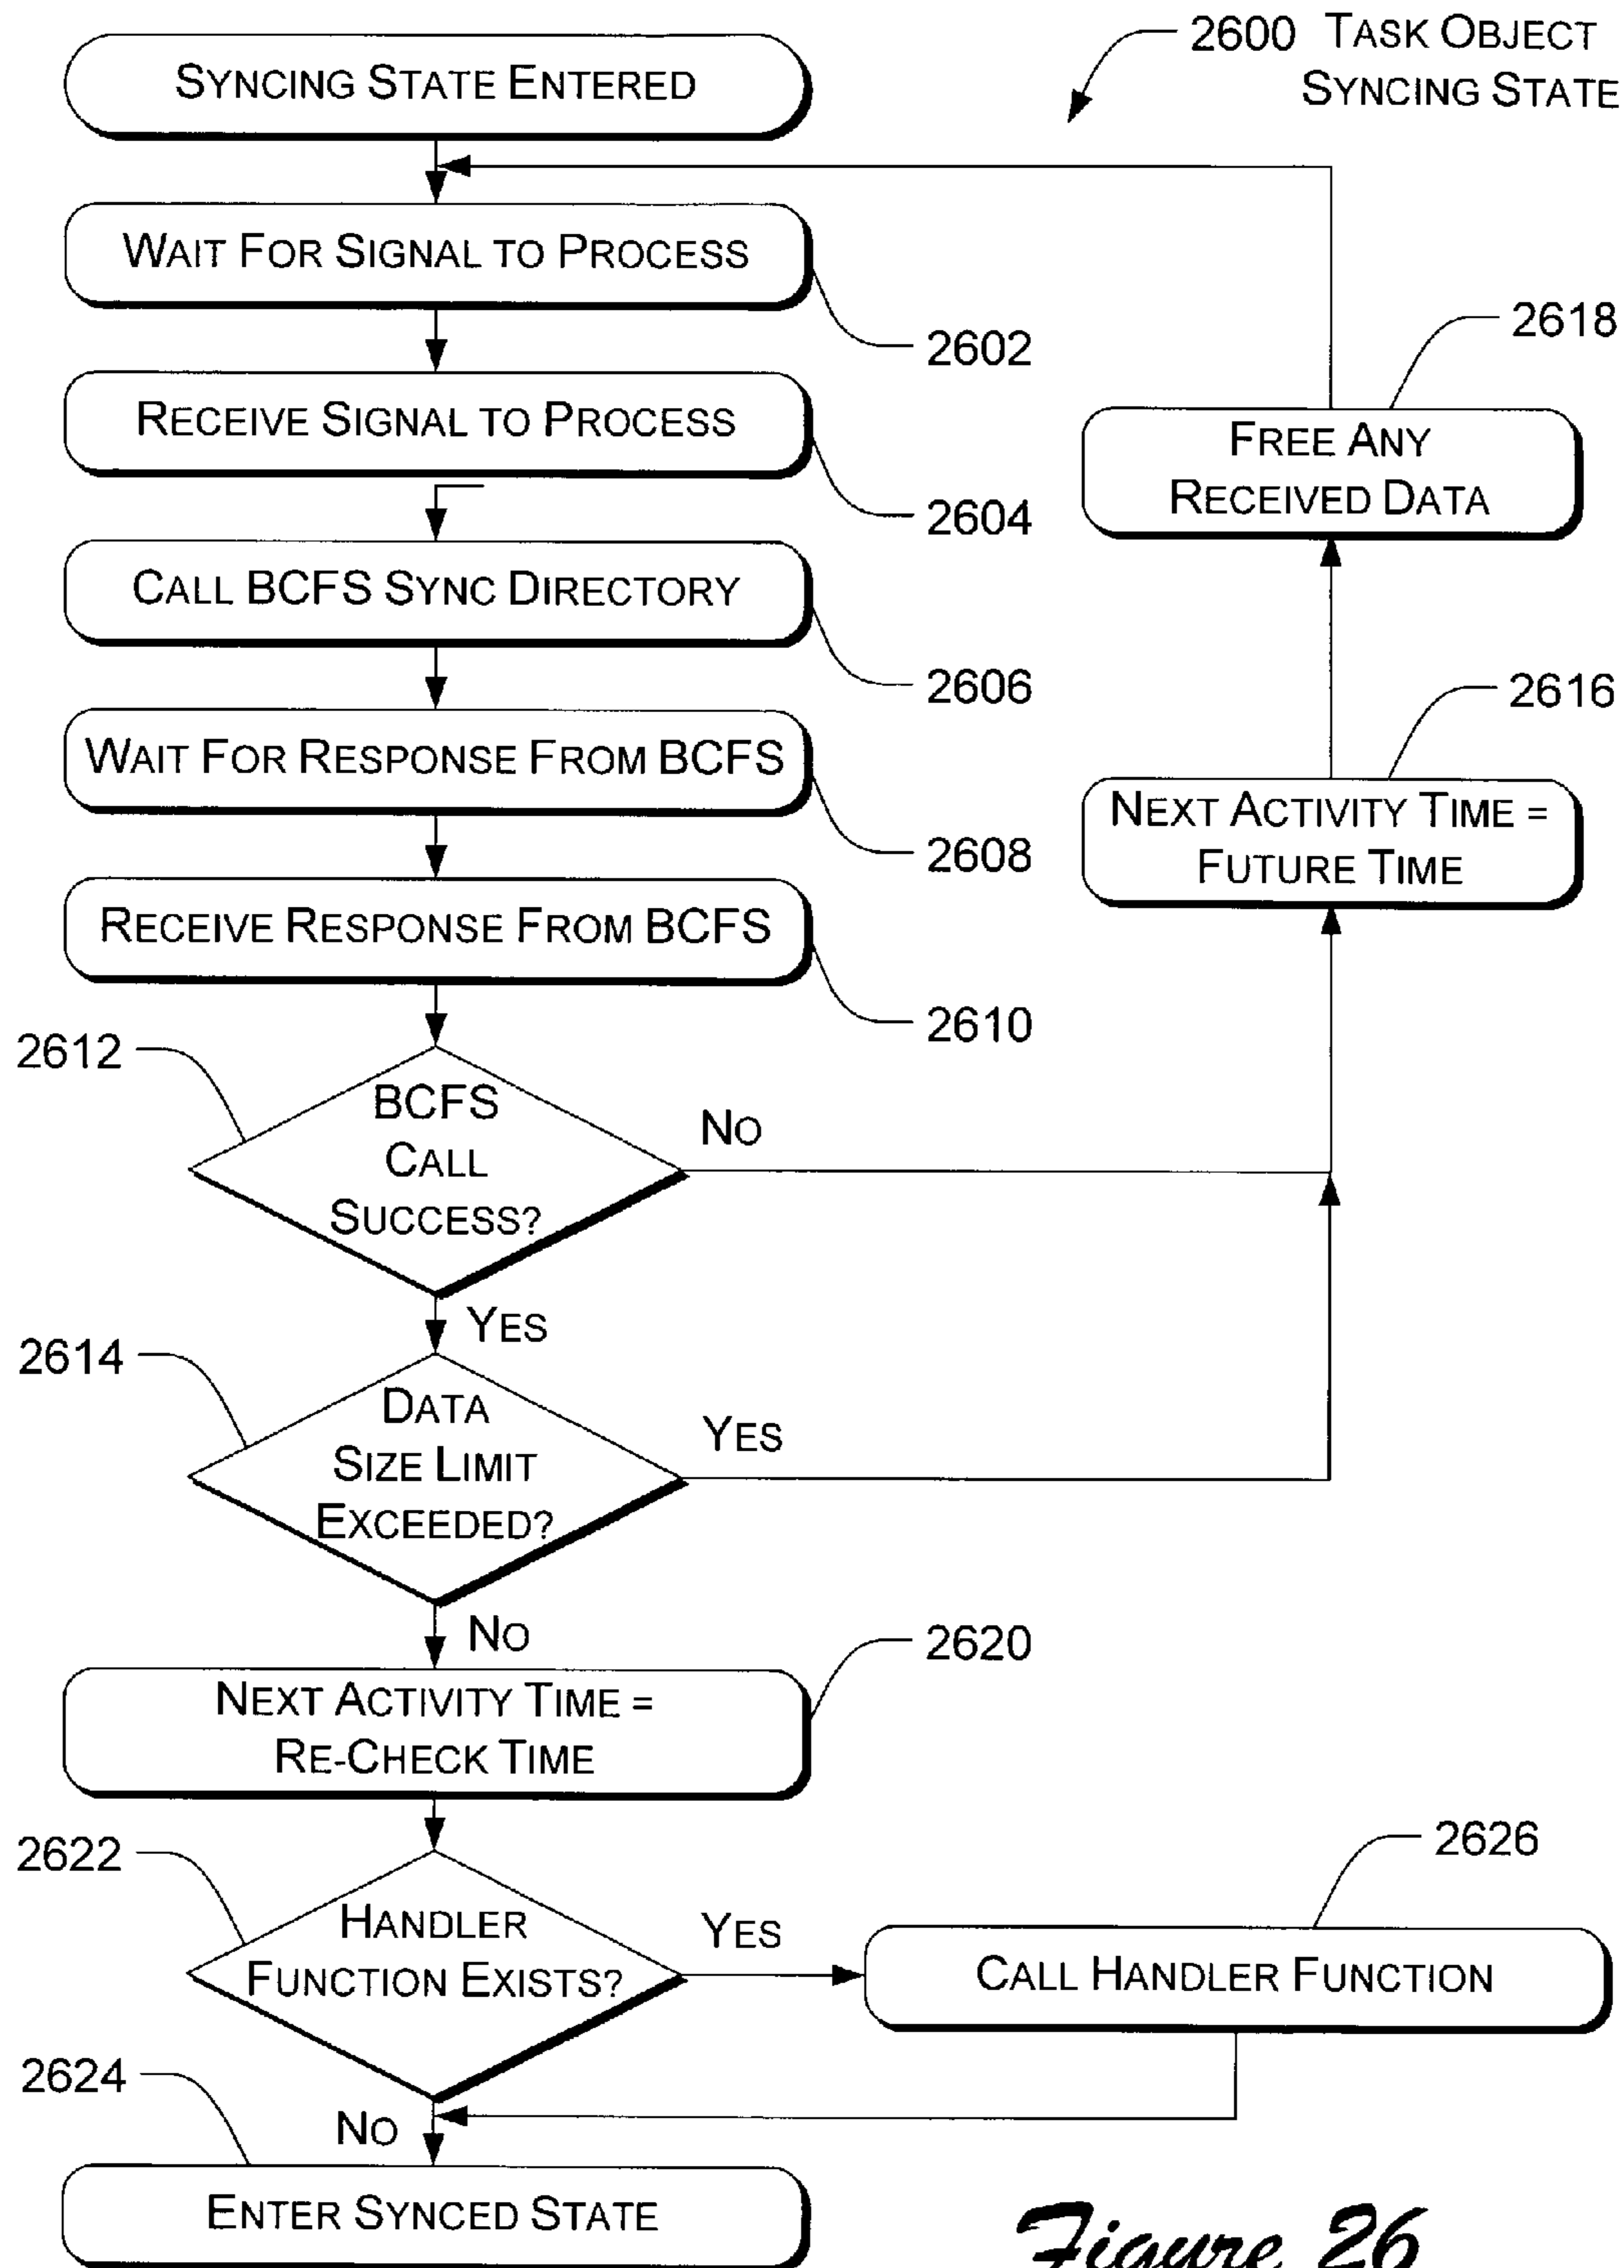 2600 TASK OBJECT
SYNCING STATE
SYNCING STATE ENTERED
WAIT FOR SIGNAL TO PROCESS
2602
RECEIVE SIGNAL TO PROCESS
2604
CALL BCFS SYNC DIRECTORY
2606
WAIT FOR RESPONSE FROM BCFS
2608
RECEIVE RESPONSE FROM BCFS
2610
2618
FREE ANY
RECEIVED DATA
2616
NEXT ACTIVITY TIME =
FUTURE TIME
2612
BCFS
CALL
SUCCESS?
NO
YES
2614
DATA
SIZE LIMIT
EXCEEDED?
YES
NO
2620
NEXT ACTIVITY TIME =
RE-CHECK TIME
2622
HANDLER
FUNCTION EXISTS?
YES
2626
CALL HANDLER FUNCTION
2624
NO
ENTER SYNCED STATE
Figure 26